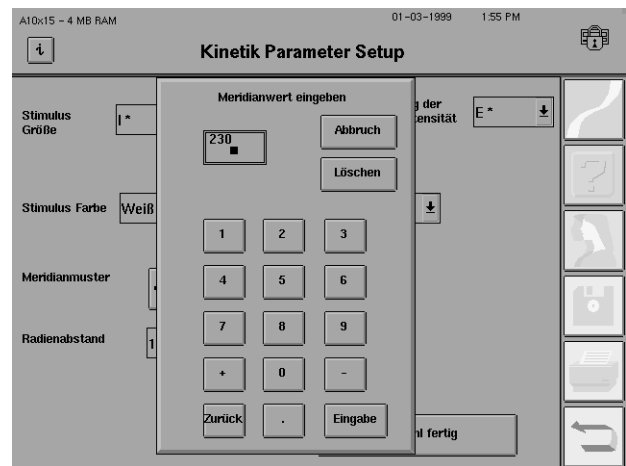 A10x15 - 4 MB RAM
01-03-1999 1:55 PM
i
Kinetik Parameter Setup
Meridianwert eingeben
230
Abbruch
Löschen
Stimulus
Größe
I *
der
E *
Stimulus Farbe
Weiß
1 2 3
4 5 6
7 8 9
+ 0 -
Zurück . Eingabe
Meridianmuster
Radienabstand
1
fertig